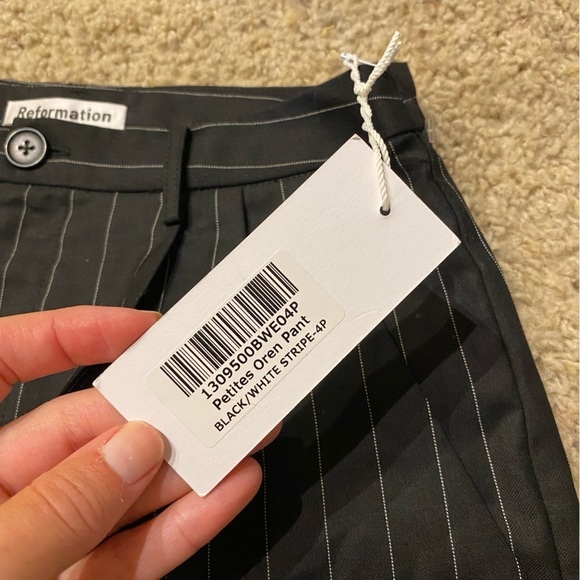 Reformation
1309500BWE04P
Petites Oren Pant
BLACK/WHITE STRIPE-4P